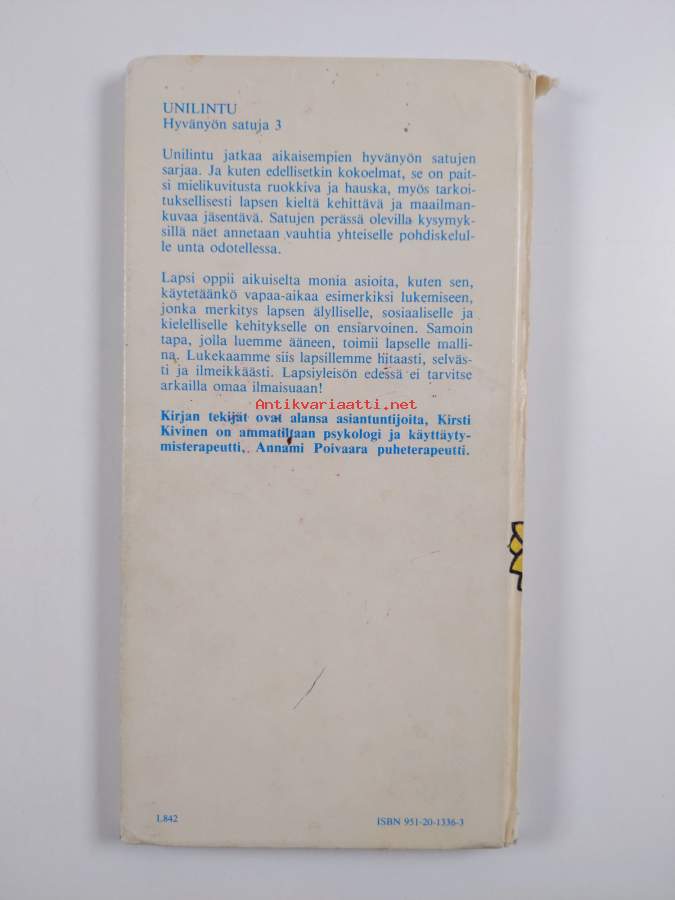 UNILINTU
Hyvänyön satuja 3
Unilintu jatkaa aikaisempien hyvänyön satujen
sarjaa. Ja kuten edellisetkin kokoelmat, se on pait-
si mielikuvitusta ruokkiva ja hauska, myös tarkoi-
tuksellisesti lapsen kieltä kehittävä ja maailman-
kuvaa jäsentävä. Satujen perässä olevilla kysymyk-
sillä näet annetaan vauhtia yhteiselle pohdiskelul-
le unta odotellessa.
Lapsi oppii aikuiselta monia asioita, kuten sen,
käytetäänkö vapaa-aikaa esimerkiksi lukemiseen,
jonka merkitys lapsen älylliselle, sosiaaliselle ja
kielelliselle kehitykselle on ensiarvoinen. Samoin
tapa, jolla luemme ääneen, toimii lapselle malli-
na. Lukekaamme siis lapsillemme hitaasti, selväs-
ti ja ilmeikkäästi. Lapsiyleisön edessä ei tarvitse
arkailla omaa ilmaisuaan!
Antikvariaatti.net
Kirjan tekijät ovat alansa asiantuntijoita, Kirsti
Kivinen on ammatiltaan psykologi ja käyttäyty-
misterapeutti, Annami Poivaara puheterapeutti.
L842
ISBN 951-20-1336-3